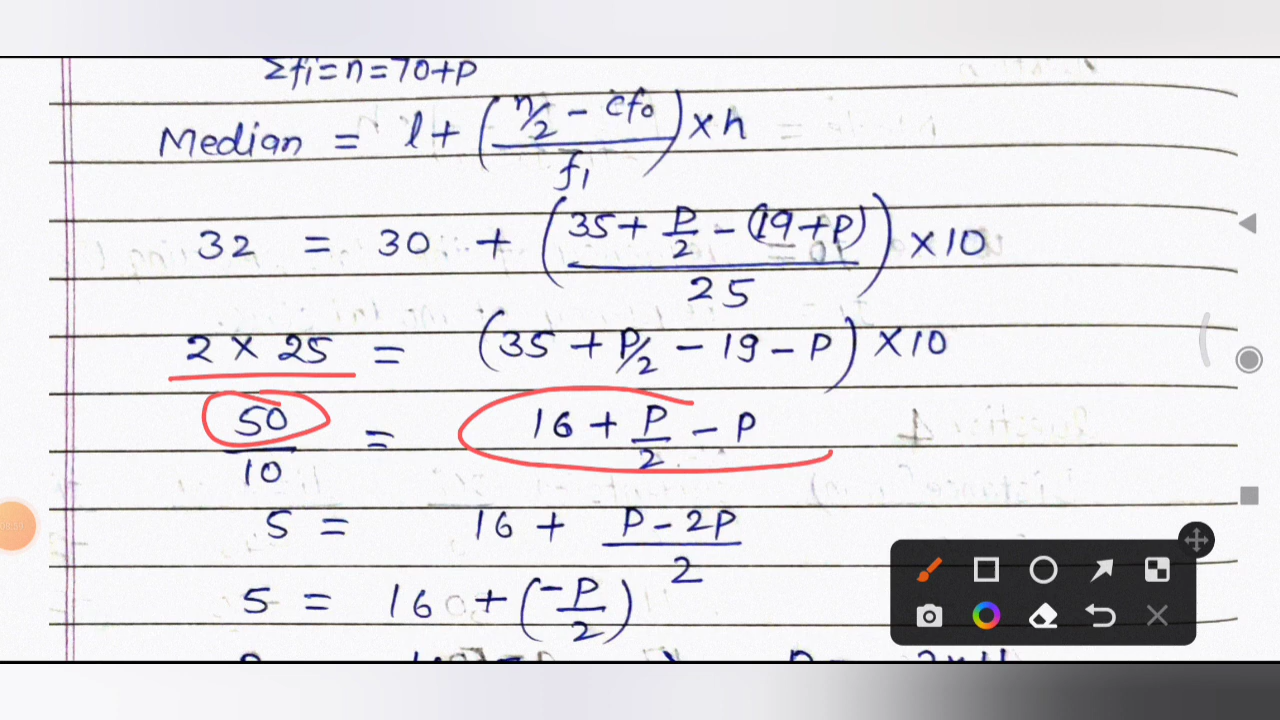 Σfi = n = 70+P
Median = l + ( n/2 - cf₀ / f₁ ) × h
32 = 30 + ( 35 + P/2 - (19+P) / 25 ) × 10
2 × 25 = ( 35 + P/2 - 19 - P ) × 10
50/10 = 16 + P/2 - P
5 = 16 + P - 2P / 2
5 = 16 + ( -P/2 )